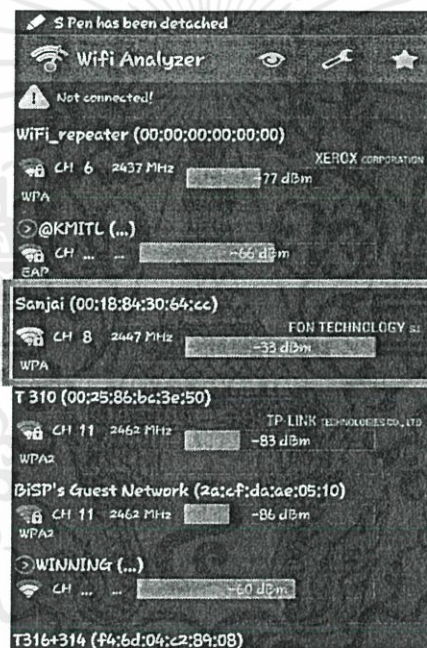 S Pen has been detached
Wifi Analyzer
Not connected!
WiFi_repeater (00:00:00:00:00:00)
XEROX CORPORATION
CH 6 2437 MHz
-77 dBm
WPA
@KMITL (...)
CH ... ... -66 dBm
EAP
Sanjai (00:18:84:30:64:cc)
FON TECHNOLOGY
CH 8 2447 MHz
-33 dBm
WPA
T 310 (00:25:86:bc:3e:50)
TP-LINK TECHNOLOGIES CO., LTD
CH 11 2462 MHz
-83 dBm
WPA2
BiSP's Guest Network (2a:cf:da:ae:05:10)
CH 11 2462 MHz -86 dBm
WPA2
WINNING (...)
CH ... ... -60 dBm
T316+314 (f4:6d:04:c2:89:08)